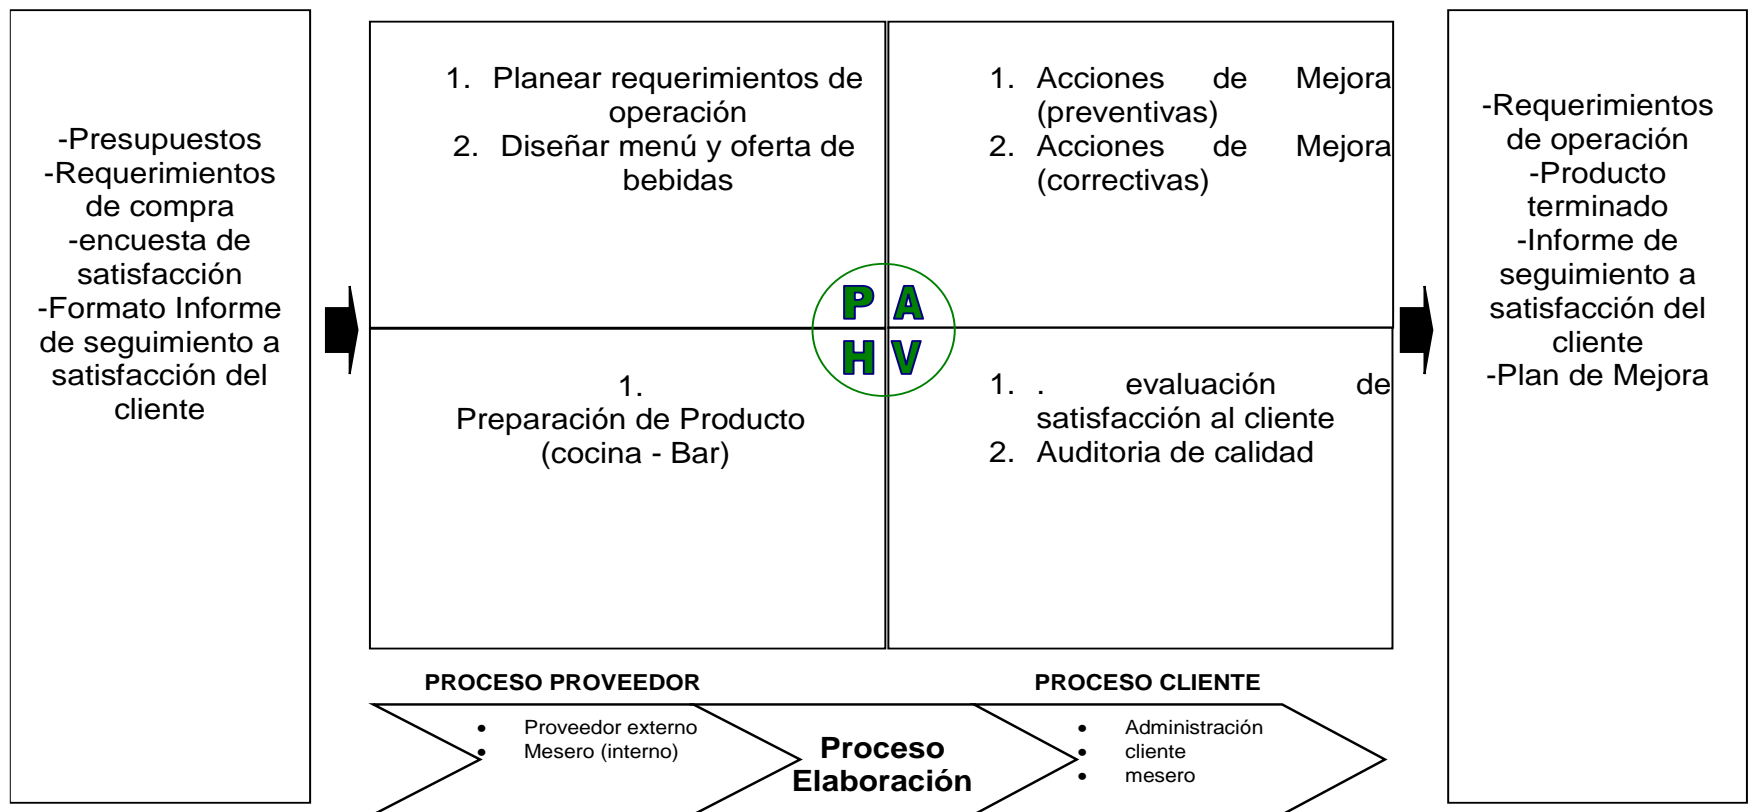 -Presupuestos
-Requerimientos
de compra
-encuesta de
satisfacción
-Formato Informe
de seguimiento a
satisfacción del
cliente
1. Planear requerimientos de
operación
2. Diseñar menú y oferta de
bebidas
1. Acciones de Mejora
(preventivas)
2. Acciones de Mejora
(correctivas)
P A
H V
1.
Preparación de Producto
(cocina - Bar)
1. . evaluación de
satisfacción al cliente
2. Auditoria de calidad
-Requerimientos
de operación
-Producto
terminado
-Informe de
seguimiento a
satisfacción del
cliente
-Plan de Mejora
PROCESO PROVEEDOR
• Proveedor externo
• Mesero (interno)
Proceso
Elaboración
PROCESO CLIENTE
• Administración
• cliente
• mesero